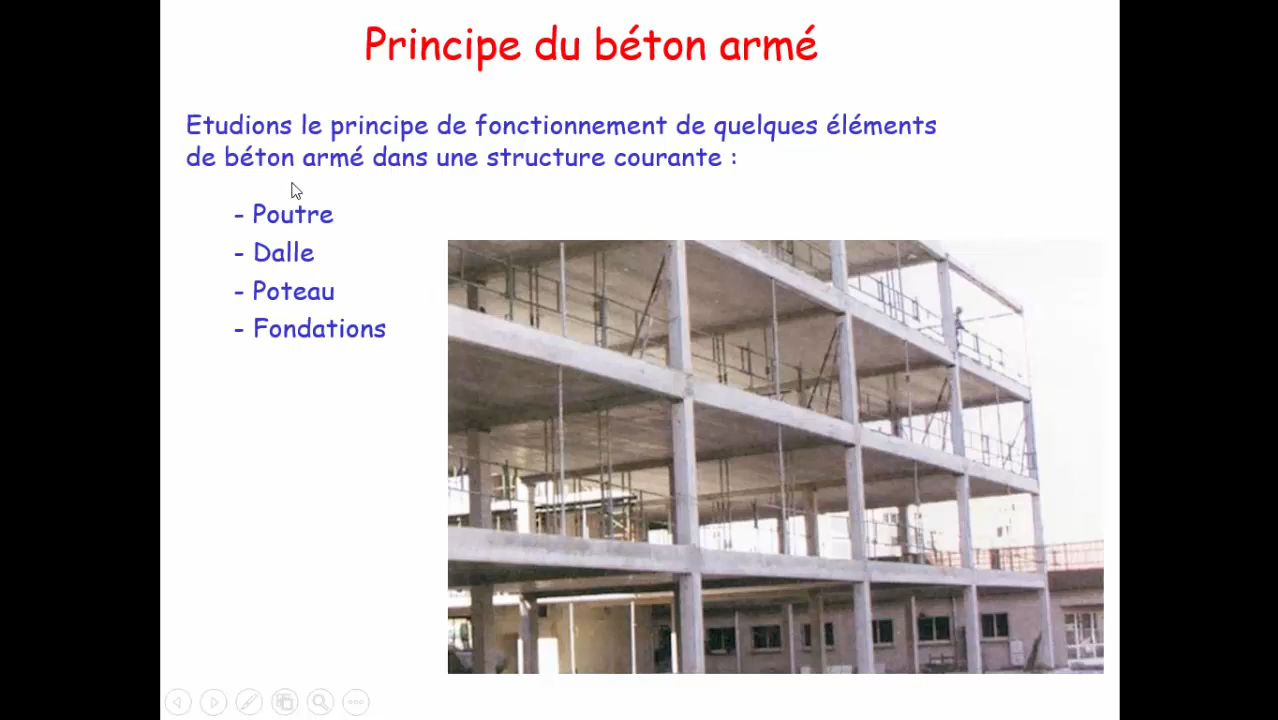 Principe du béton armé
Etudions le principe de fonctionnement de quelques éléments
de béton armé dans une structure courante :
- Poutre
- Dalle
- Poteau
- Fondations